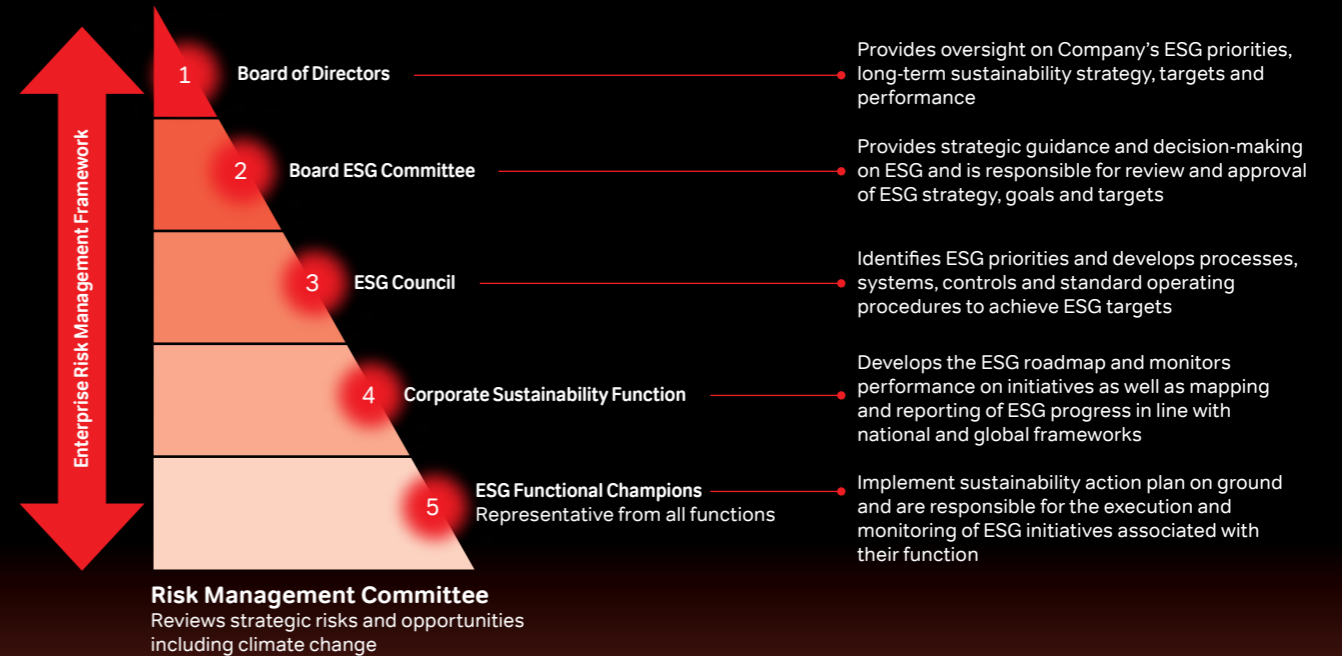 Enterprise Risk Management Framework
1
Board of Directors
Provides oversight on Company's ESG priorities,
long-term sustainability strategy, targets and
performance
2
Board ESG Committee
Provides strategic guidance and decision-making
on ESG and is responsible for review and approval
of ESG strategy, goals and targets
3
ESG Council
Identifies ESG priorities and develops processes,
systems, controls and standard operating
procedures to achieve ESG targets
4
Corporate Sustainability Function
Develops the ESG roadmap and monitors
performance on initiatives as well as mapping
and reporting of ESG progress in line with
national and global frameworks
5
ESG Functional Champions
Representative from all functions
Implement sustainability action plan on ground
and are responsible for the execution and
monitoring of ESG initiatives associated with
their function
Risk Management Committee
Reviews strategic risks and opportunities
including climate change